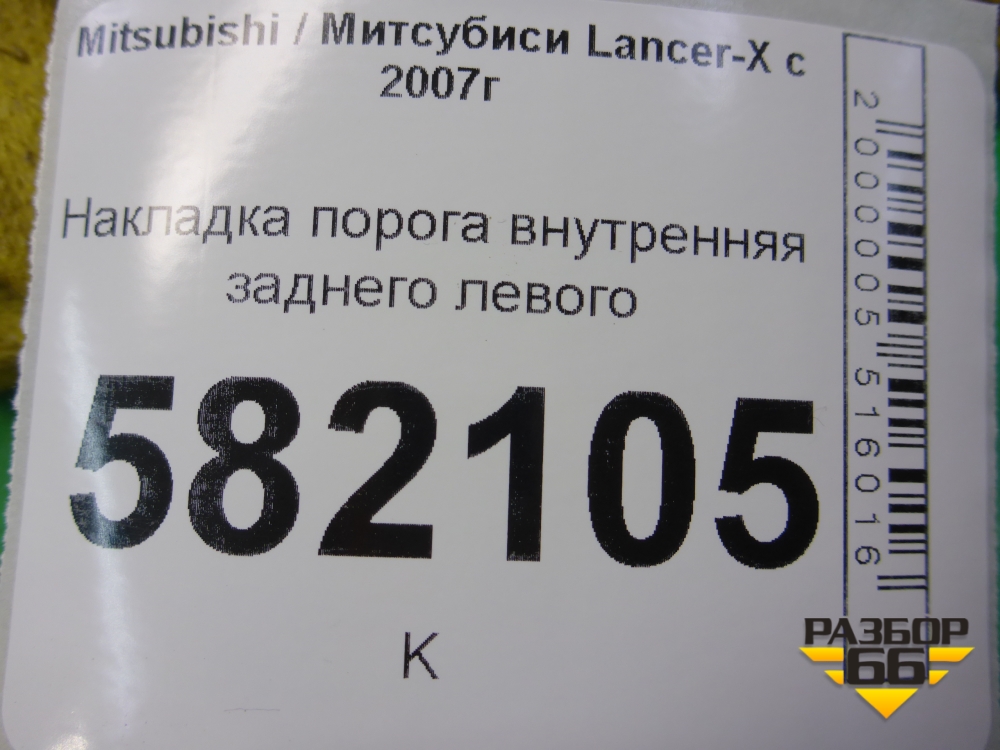 Mitsubishi / Митсубиси Lancer-X с
2007г
Накладка порога внутренняя
заднего левого
582105
К
2000005516016
РАЗБОР
66